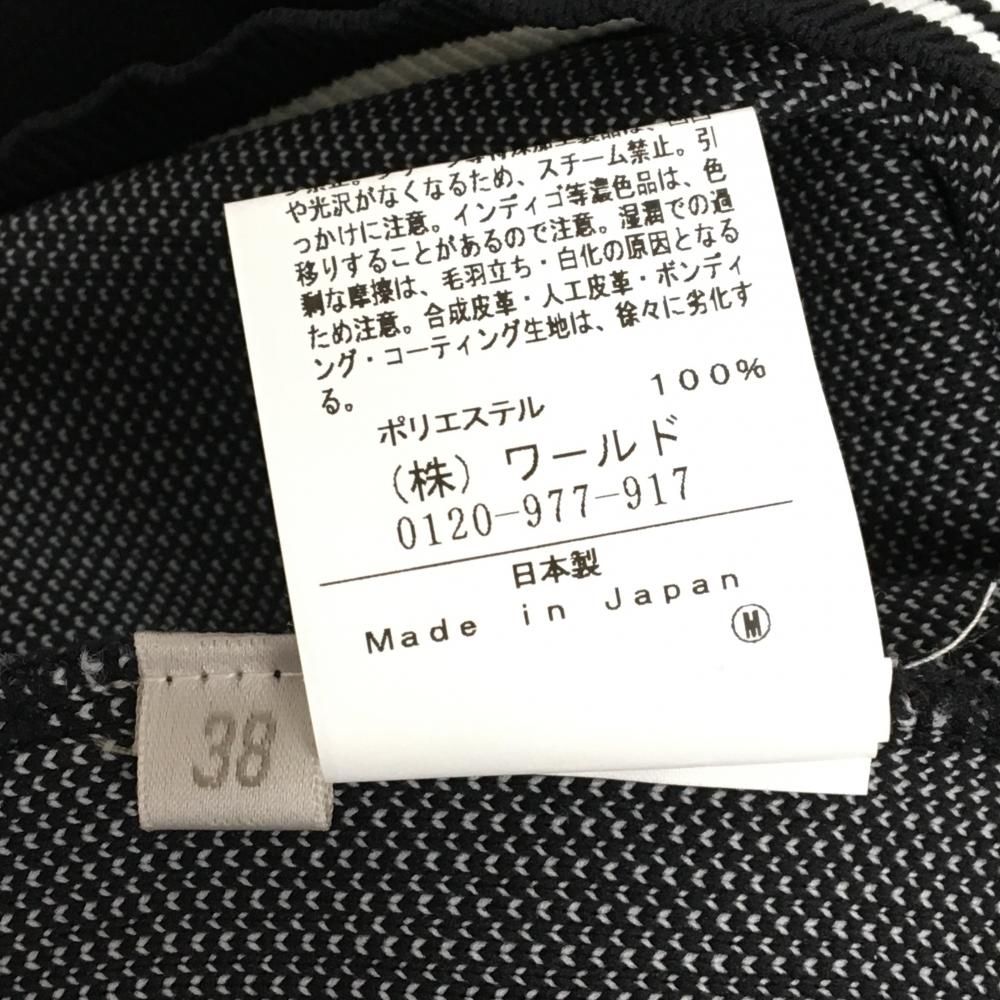 や光沢がなくなるため、スチーム禁止。引
っかけに注意。インディゴ等濃色品は、色
移りすることがあるので注意。湿潤での過
剰な摩擦は、毛羽立ち・白化の原因となる
ため注意。合成皮革・人工皮革・ボンディ
ング・コーティング生地は、徐々に劣化す
る。
ポリエステル 100%
(株) ワールド
0120-977-917
日本製
Made in Japan
M
38